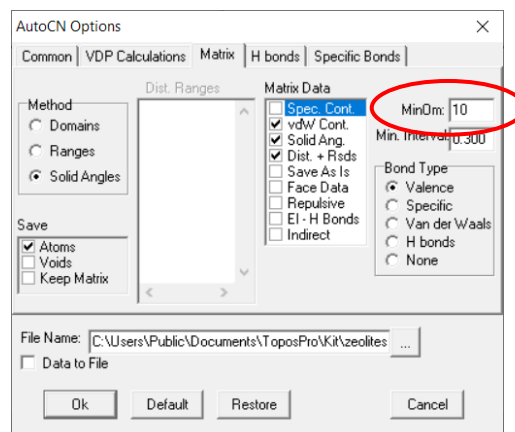 AutoCN Options
Common VDP Calculations Matrix H bonds Specific Bonds
Method
Domains
Ranges
Solid Angles
Save
Atoms
Voids
Keep Matrix
Dist. Ranges
Matrix Data
Spec. Cont.
vdW Cont.
Solid Ang.
Dist. + Rsds
Save As Is
Face Data
Repulsive
El - H Bonds
Indirect
MinOm: 10
Min. Interval 0.300
Bond Type
Valence
Specific
Van der Waals
H bonds
None
File Name: C:\Users\Public\Documents\ToposPro\Kit\zeolites ...
Data to File
Ok Default Restore Cancel